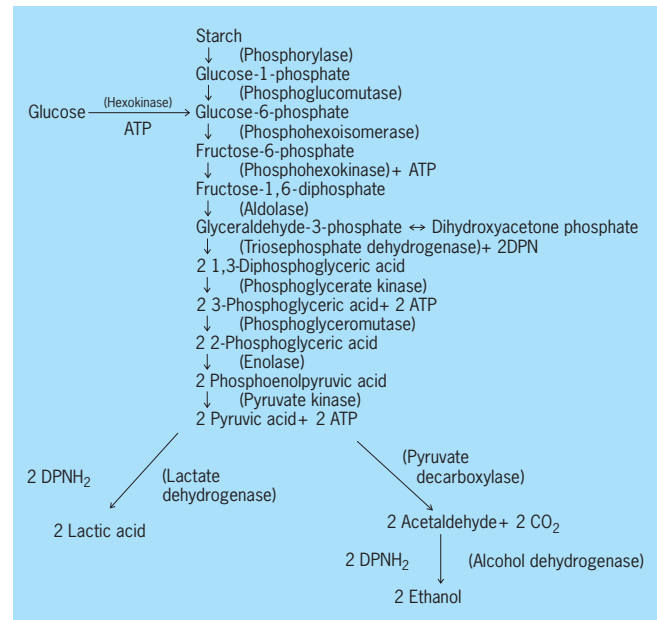 Starch
↓ (Phosphorylase)
Glucose-1-phosphate
↓ (Phosphoglucomutase)
Glucose (Hexokinase) → Glucose-6-phosphate
ATP
↓ (Phosphohexoisomerase)
Fructose-6-phosphate
↓ (Phosphohexokinase)+ ATP
Fructose-1,6-diphosphate
↓ (Aldolase)
Glyceraldehyde-3-phosphate ↔ Dihydroxyacetone phosphate
↓ (Triosephosphate dehydrogenase)+ 2DPN
2 1,3-Diphosphoglyceric acid
↓ (Phosphoglycerate kinase)
2 3-Phosphoglyceric acid+ 2 ATP
↓ (Phosphoglyceromutase)
2 2-Phosphoglyceric acid
↓ (Enolase)
2 Phosphoenolpyruvic acid
↓ (Pyruvate kinase)
2 Pyruvic acid+ 2 ATP
2 DPNH₂
(Lactate
dehydrogenase)
2 Lactic acid
(Pyruvate
decarboxylase)
2 Acetaldehyde+ 2 CO₂
2 DPNH₂ ↓ (Alcohol dehydrogenase)
2 Ethanol